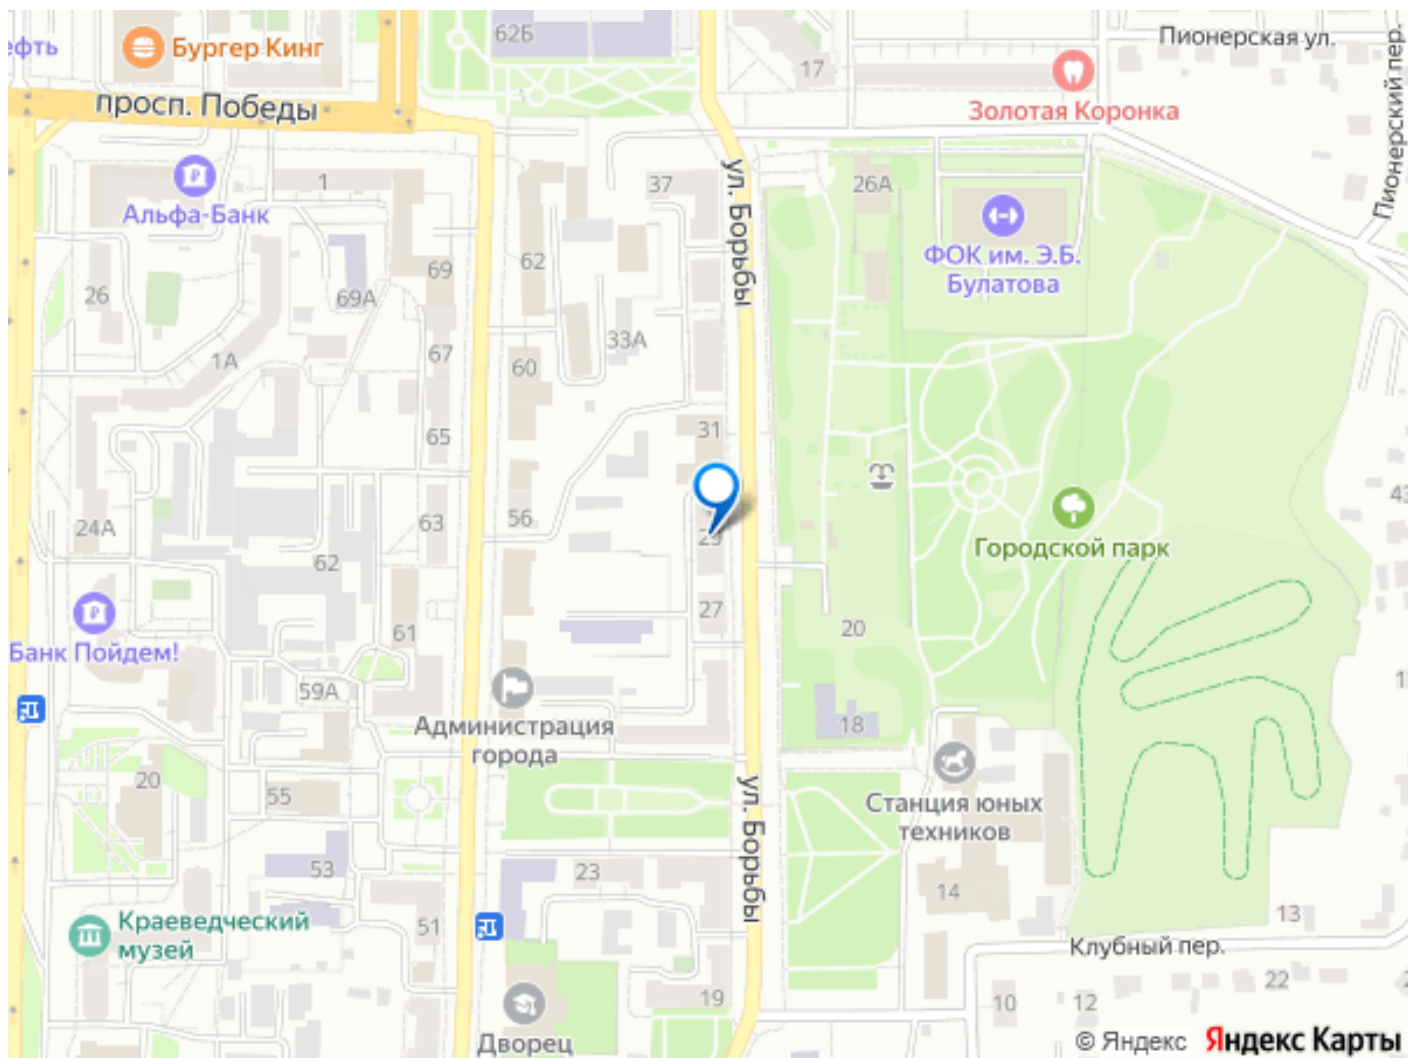 ефть
Бургер Кинг
62Б
17
Пионерская ул.
Золотая Коронка
Пионерский пер.
просп. Победы
1
Альфа-Банк
37
ул. Борьбы
26А
ФОК им. Э.Б.
Булатова
69
62
26
69А
33А
67
60
1А
31
65
24А
63
56
43
62
Городской парк
27
61
20
Банк Пойдем!
59А
Администрация
города
18
20
55
ул. Борьбы
Станция юных
техников
53
23
14
Краеведческий
музей
51
13
Клубный пер.
19
10
12
22
Дворец
© Яндекс
Яндекс Карты